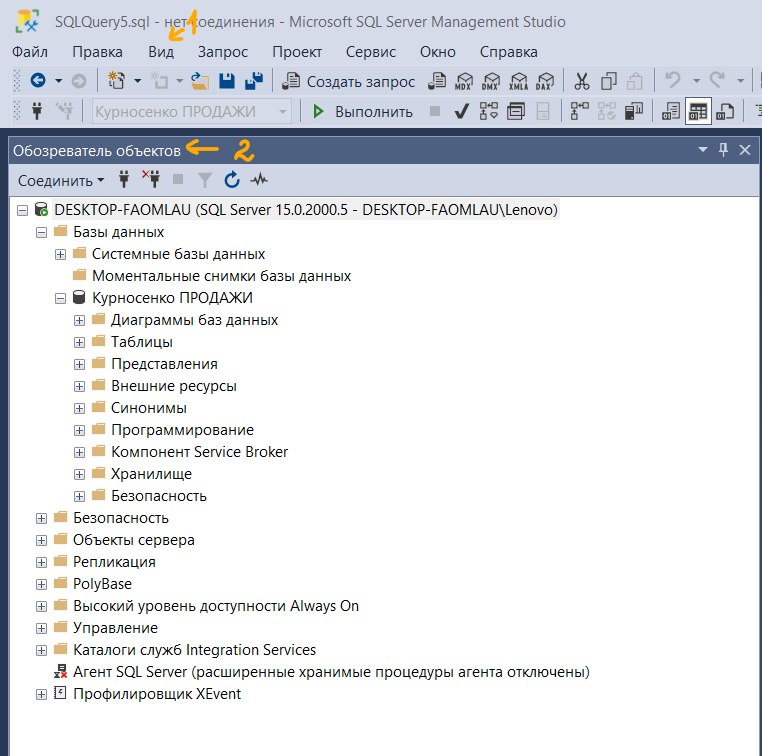 SQLQuery5.sql - нет соединения - Microsoft SQL Server Management Studio
1
Файл Правка Вид Запрос Проект Сервис Окно Справка
Создать запрос MDX DMX XMLA DAX
Курносенко ПРОДАЖИ Выполнить
Обозреватель объектов 2
Соединить
DESKTOP-FAOMLAU (SQL Server 15.0.2000.5 - DESKTOP-FAOMLAU\Lenovo)
Базы данных
Системные базы данных
Моментальные снимки базы данных
Курносенко ПРОДАЖИ
Диаграммы баз данных
Таблицы
Представления
Внешние ресурсы
Синонимы
Программирование
Компонент Service Broker
Хранилище
Безопасность
Безопасность
Объекты сервера
Репликация
PolyBase
Высокий уровень доступности Always On
Управление
Каталоги служб Integration Services
Агент SQL Server (расширенные хранимые процедуры агента отключены)
Профилировщик XEvent